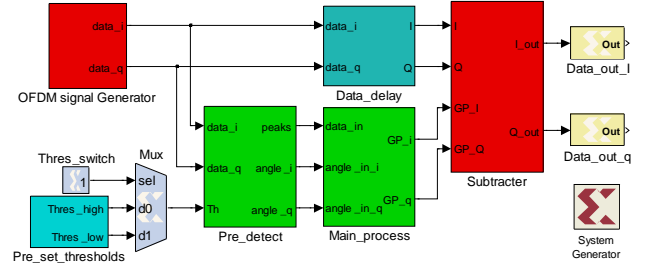 data_i
data_q
OFDM signal Generator
data_i
I
data_q
Q
Data_delay
I
Q
GP_i
GP_Q
I_out
Q_out
Subtracter
Out
Data_out_I
Out
Data_out_q
System
Generator
Thres_switch
1
Mux
sel
d0
d1
Thres_high
Thres_low
Pre_set_thresholds
data_i
peaks
data_q
angle_i
Th
angle_q
Pre_detect
data_in
GP_i
angle_in_i
GP_q
angle_in_q
Main_process